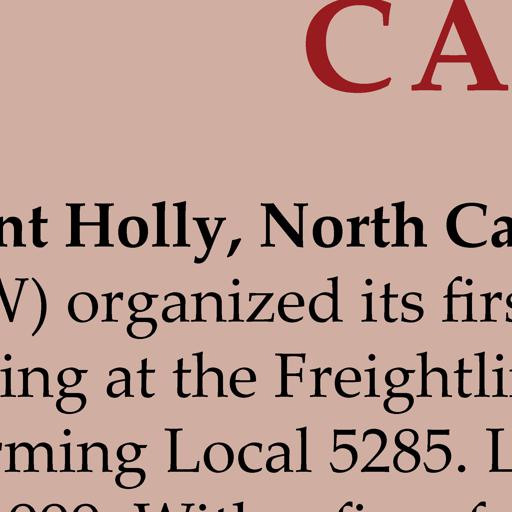 CA
nt Holly, North Ca
W) organized its firs
ing at the Freightli
rming Local 5285. L